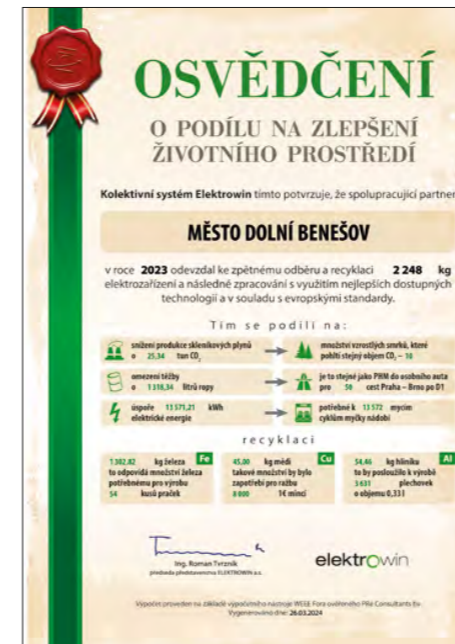 OSVĚDČENÍ
O PODÍLU NA ZLEPŠENÍ
ŽIVOTNÍHO PROSTŘEDÍ
Kolektivní systém Elektrowin tímto potvrzuje, že spolupracující partner
MĚSTO DOLNÍ BENEŠOV
v roce 2023 odevzdal ke zpětnému odběru a recyklaci 2 248 kg
elektrozařízení a následné zpracování s využitím nejlepších dostupných
technologií a v souladu s evropskými standardy.
Tím se podílí na:
snížení produkce skleníkových plynů
o 25,34 tun CO₂
množství vzrostlých smrků, které
pohltí stejný objem CO₂ – 10
omezení těžby
o 1 318,34 litrů ropy
je to stejné jako PHM do osobního auta
pro 50 cest Praha – Brno po D1
úspoře 13 571,21 kWh
elektrické energie
potřebné k 13 572 mycím
cyklům myčky nádobí
recyklaci
1 382,82 kg železa Fe
to odpovídá množství železa
potřebnému pro výrobu
54 kusů praček
45,00 kg mědi Cu
takové množství by bylo
zapotřebí pro ražbu
8 000 1€ mincí
54,46 kg hliníku Al
to by posloužilo k výrobě
3 631 plechovek
o objemu 0,33 l
Ing. Roman Tvrzník
předseda představenstva ELEKTROWIN a.s.
elektrowin
Výpočet proveden na základě výpočetního nástroje WEEE Fora ověřeného Pile Consultants Bv
Vygenerováno dne: 26.03.2024